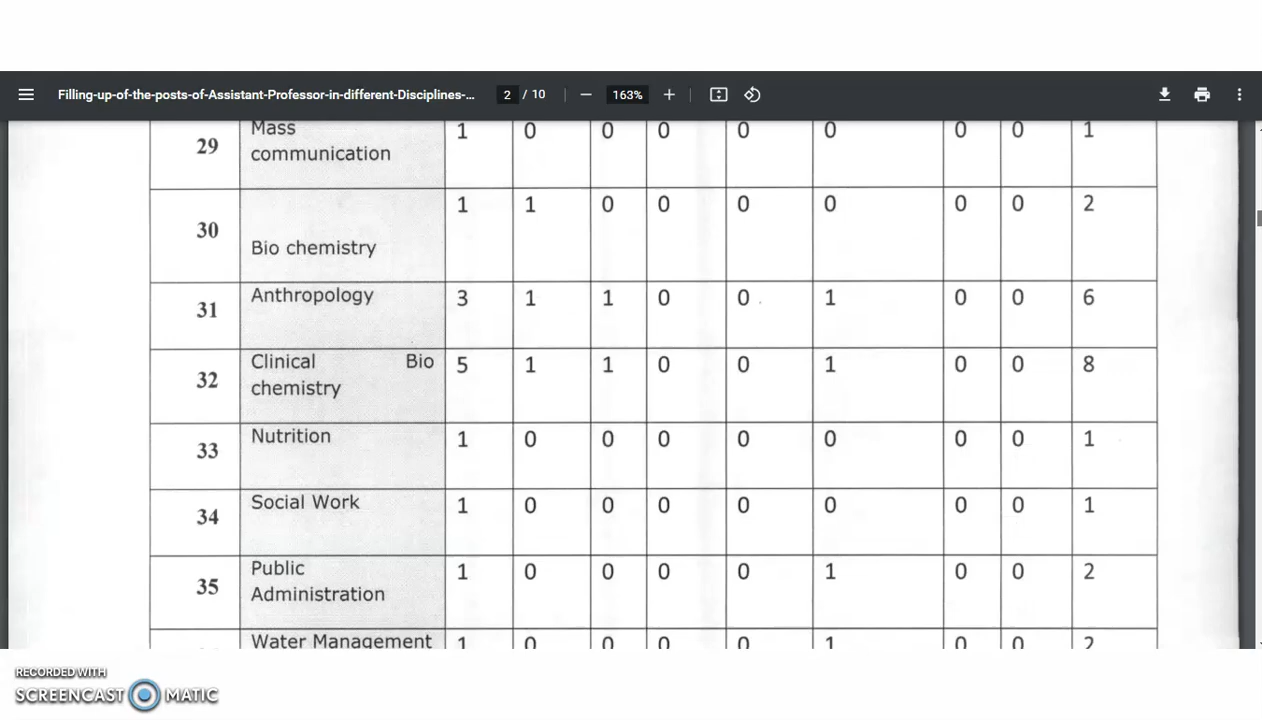 Filling-up-of-the-posts-of-Assistant-Professor-in-different-Disciplines-... 2 / 10 163%
29 Mass communication 1 0 0 0 0 0 0 0 1
30 Bio chemistry 1 1 0 0 0 0 0 0 2
31 Anthropology 3 1 1 0 0 1 0 0 6
32 Clinical Bio chemistry 5 1 1 0 0 1 0 0 8
33 Nutrition 1 0 0 0 0 0 0 0 1
34 Social Work 1 0 0 0 0 0 0 0 1
35 Public Administration 1 0 0 0 0 1 0 0 2
Water Management 1 0 0 0 0 1 0 0 2
RECORDED WITH
SCREENCAST MATIC